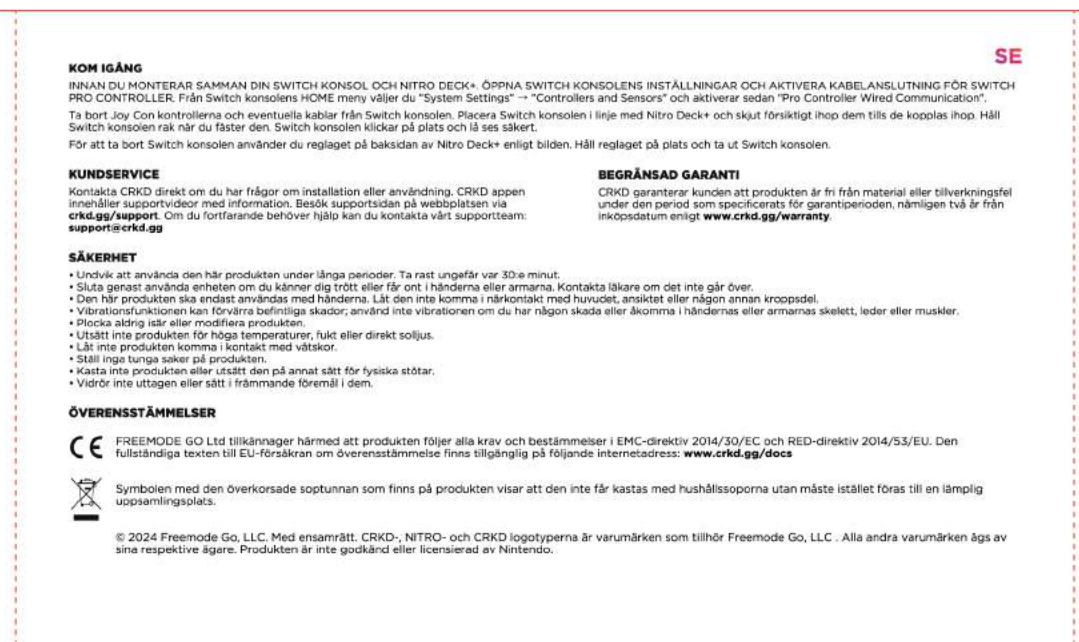 SE
KOM IGÅNG
INNAN DU MONTERAR SAMMAN DIN SWITCH KONSOL OCH NITRO DECK+. ÖPPNA SWITCH KONSOLENS INSTÄLLNINGAR OCH AKTIVERA KABELANSLUTNING FÖR SWITCH
PRO CONTROLLER. Från Switch konsolens HOME meny väljer du "System Settings" → "Controllers and Sensors" och aktiverar sedan "Pro Controller Wired Communication".
Ta bort Joy Con kontrollerna och eventuella kablar från Switch konsolen. Placera Switch konsolen i linje med Nitro Deck+ och skjut försiktigt ihop dem tills de kopplas ihop. Håll
Switch konsolen rak när du fäster den. Switch konsolen klickar på plats och lå ses säkert.
För att ta bort Switch konsolen använder du reglaget på baksidan av Nitro Deck+ enligt bilden. Håll reglaget på plats och ta ut Switch konsolen.
KUNDSERVICE
Kontakta CRKD direkt om du har frågor om installation eller användning. CRKD appen
innehåller supportvideor med information. Besök supportsidan på webbplatsen via
crkd.gg/support. Om du fortfarande behöver hjälp kan du kontakta vårt supportteam:
support@crkd.gg
BEGRÄNSAD GARANTI
CRKD garanterar kunden att produkten är fri från material eller tillverkningsfel
under den period som specificerats för garantiperioden, nämligen två år från
inköpsdatum enligt www.crkd.gg/warranty.
SÄKERHET
• Undvik att använda den här produkten under långa perioder. Ta rast ungefär var 30:e minut.
• Sluta genast använda enheten om du känner dig trött eller får ont i händerna eller armarna. Kontakta läkare om det inte går över.
• Den här produkten ska endast användas med händerna. Låt den inte komma i närkontakt med huvudet, ansiktet eller någon annan kroppsdel.
• Vibrationsfunktionen kan förvärra befintliga skador; använd inte vibrationen om du har någon skada eller åkomma i händernas eller armarnas skelett, leder eller muskler.
• Plocka aldrig isär eller modifiera produkten.
• Utsätt inte produkten för höga temperaturer, fukt eller direkt solljus.
• Låt inte produkten komma i kontakt med vätskor.
• Ställ inga tunga saker på produkten.
• Kasta inte produkten eller utsätt den på annat sätt för fysiska stötar.
• Vidrör inte uttagen eller sätt i främmande föremål i dem.
ÖVERENSSTÄMMELSER
CE FREEMODE GO Ltd tillkännager härmed att produkten följer alla krav och bestämmelser i EMC-direktiv 2014/30/EC och RED-direktiv 2014/53/EU. Den
fullständiga texten till EU-försäkran om överensstämmelse finns tillgänglig på följande internetadress: www.crkd.gg/docs
Symbolen med den överkorsade soptunnan som finns på produkten visar att den inte får kastas med hushållssoporna utan måste istället föras till en lämplig
uppsamlingsplats.
© 2024 Freemode Go, LLC. Med ensamrätt. CRKD-, NITRO- och CRKD logotyperna är varumärken som tillhör Freemode Go, LLC . Alla andra varumärken ägs av
sina respektive ägare. Produkten är inte godkänd eller licensierad av Nintendo.